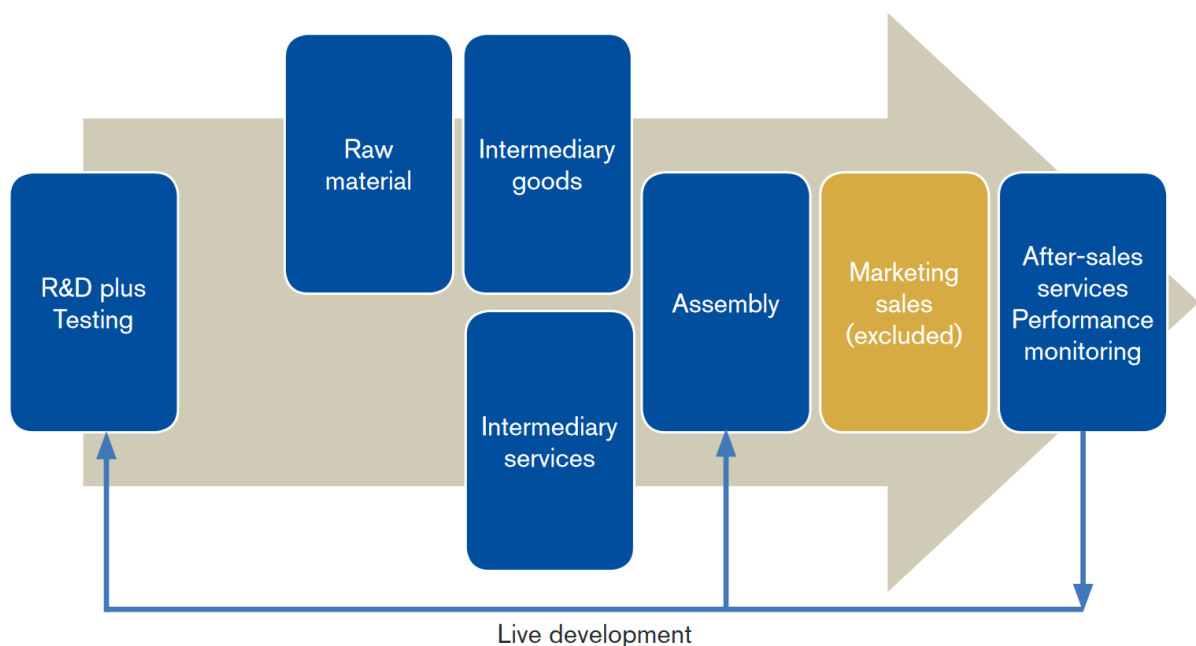 R&D plus
Testing
Raw
material
Intermediary
goods
Intermediary
services
Assembly
Marketing
sales
(excluded)
After-sales
services
Performance
monitoring
Live development